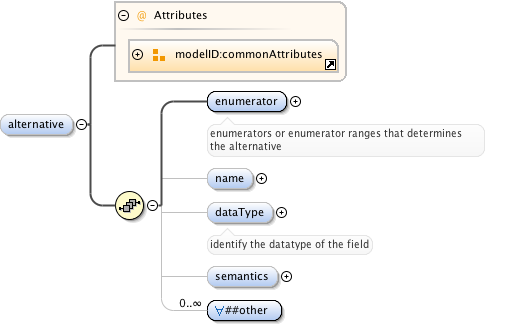 @ Attributes
modelID:commonAttributes
alternative
enumerator
enumerators or enumerator ranges that determines
the alternative
name
dataType
identify the datatype of the field
semantics
0..∞
∀##other